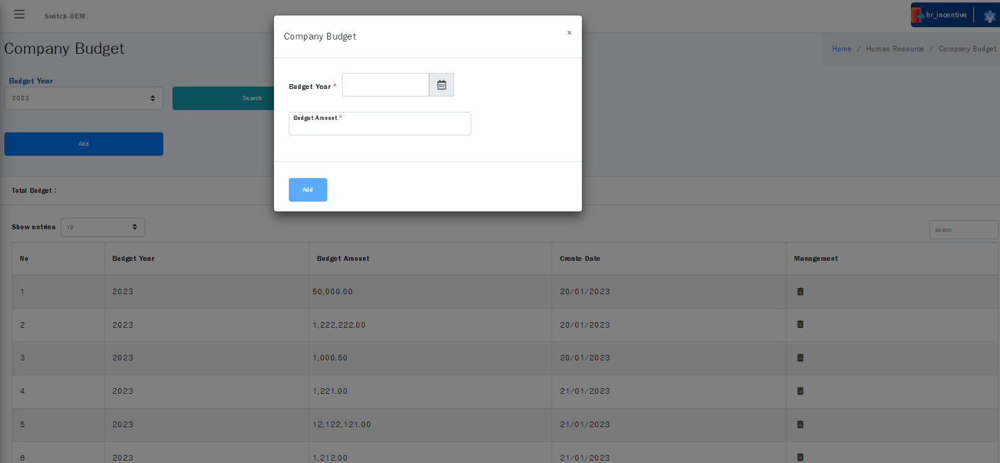 Switch OEM
hr_incentive
Company Budget
Home / Human Resource / Company Budget
Budget Year
2023
Search
Add
Company Budget
×
Budget Year *
Budget Amount *
Add
Total Budget :
Show entries 10
Search
No Budget Year Budget Amount Create Date Management
1 2023 50,000.00 20/01/2023
2 2023 1,222,222.00 20/01/2023
3 2023 1,000.50 20/01/2023
4 2023 1,221.00 21/01/2023
5 2023 12,122,121.00 21/01/2023
6 2023 1,212.00 21/01/2023